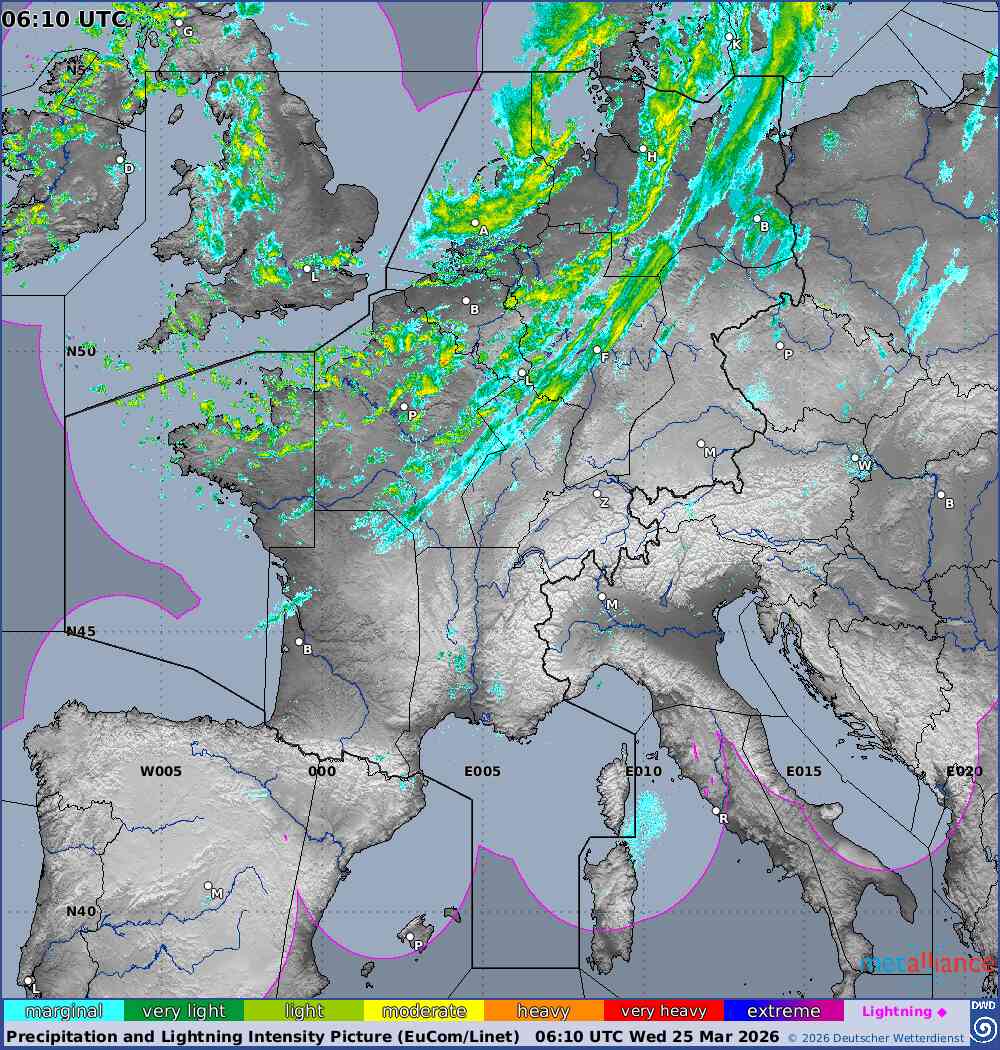 06:10 UTC
G
K
N55
H
D
A
B
L
B
N50
F
P
L
P
M
W
Z
B
M
N45
B
W005
000
E005
E010
E015
E020
R
M
N40
P
L
metalliance
marginal very light light moderate heavy very heavy extreme Lightning ◆
DWD
Precipitation and Lightning Intensity Picture (EuCom/Linet) 06:10 UTC Wed 25 Mar 2026 © 2026 Deutscher Wetterdienst